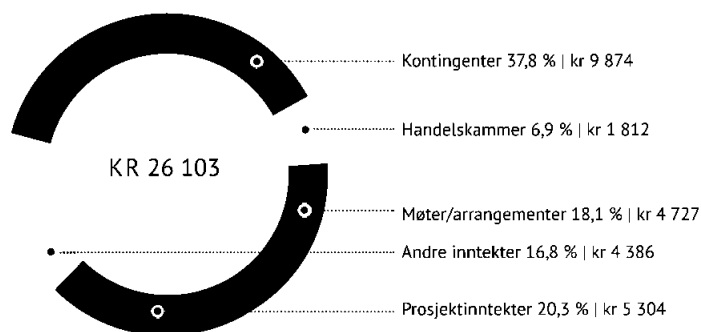 Kontingenter 37,8 % | kr 9 874
Handelskammer 6,9 % | kr 1 812
KR 26 103
Møter/arrangementer 18,1 % | kr 4 727
Andre inntekter 16,8 % | kr 4 386
Prosjektinntekter 20,3 % | kr 5 304